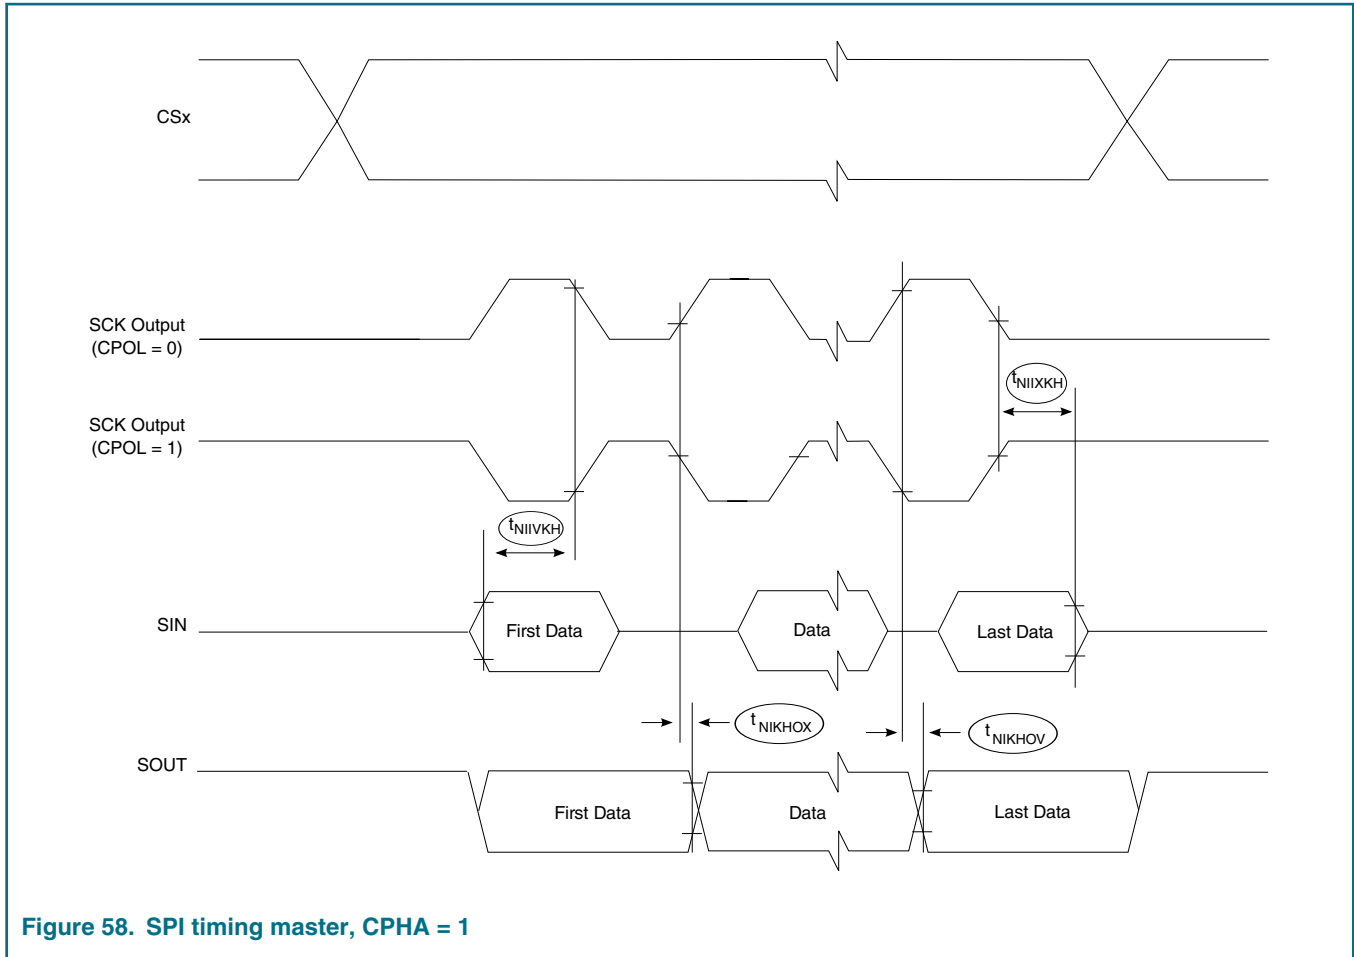 CSx
SCK Output
(CPOL = 0)
tNIIXKH
SCK Output
(CPOL = 1)
tNIIVKH
SIN
First Data
Data
Last Data
tNIKHOX
tNIKHOV
SOUT
First Data
Data
Last Data
Figure 58. SPI timing master, CPHA = 1